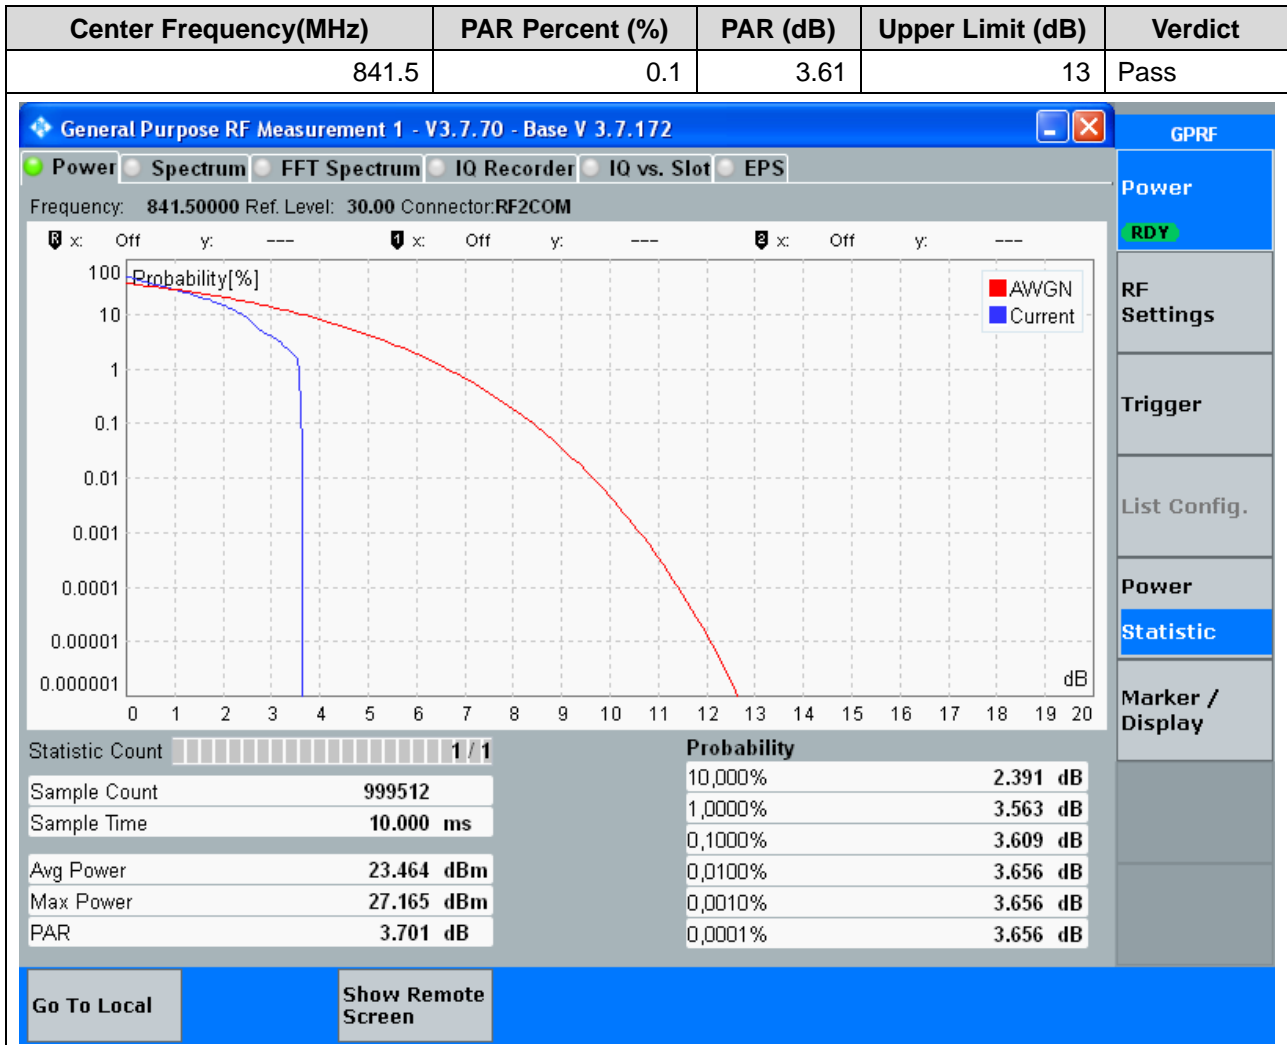 Center Frequency(MHz) PAR Percent (%) PAR (dB) Upper Limit (dB) Verdict
841.5 0.1 3.61 13 Pass
General Purpose RF Measurement 1 - V3.7.70 - Base V 3.7.172
GPRF
Power Spectrum FFT Spectrum IQ Recorder IQ vs. Slot EPS
Frequency: 841.50000 Ref. Level: 30.00 Connector:RF2COM
R x: Off y: --- 1 x: Off y: --- 2 x: Off y: ---
Probability[%]
AWGN
Current
100
10
1
0.1
0.01
0.001
0.0001
0.00001
0.000001
dB
0 1 2 3 4 5 6 7 8 9 10 11 12 13 14 15 16 17 18 19 20
Statistic Count 1 / 1
Sample Count 999512
Sample Time 10.000 ms
Avg Power 23.464 dBm
Max Power 27.165 dBm
PAR 3.701 dB
Probability
10,000% 2.391 dB
1,0000% 3.563 dB
0,1000% 3.609 dB
0,0100% 3.656 dB
0,0010% 3.656 dB
0,0001% 3.656 dB
Power
RDY
RF
Settings
Trigger
List Config.
Power
Statistic
Marker /
Display
Go To Local
Show Remote
Screen